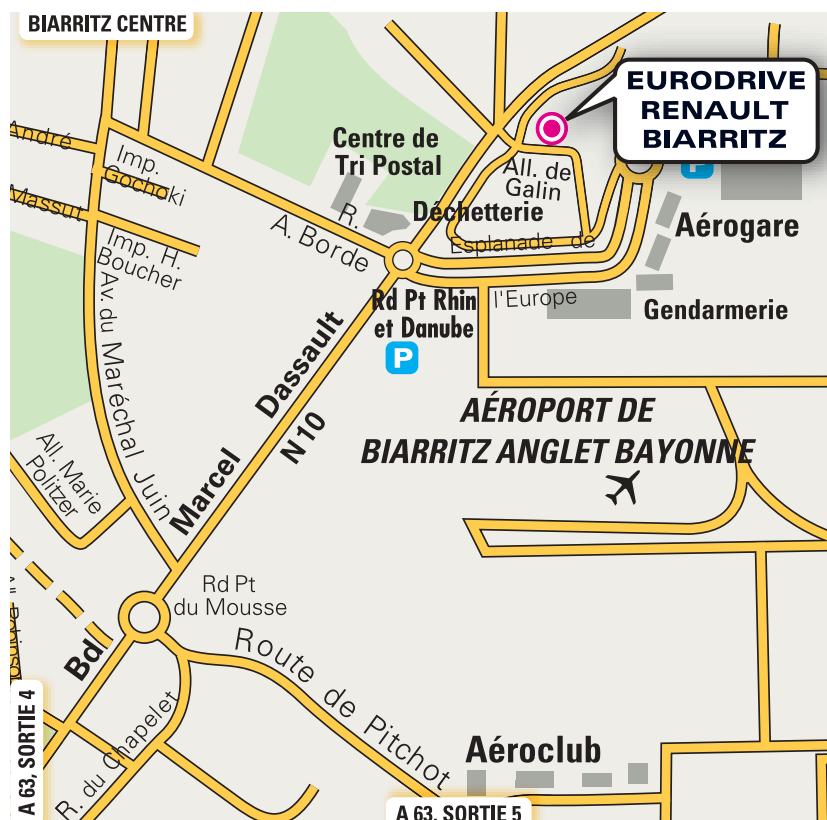 BIARRITZ CENTRE
EURODRIVE
RENAULT
BIARRITZ
P
André
Imp.
Gochoki
Massut
Imp. H.
Boucher
Centre de
Tri Postal
R.
A. Borde
All. de
Galin
Déchetterie
Esplanade de
l'Europe
Aérogare
Gendarmerie
Rd Pt Rhin
et Danube
P
Av. du Maréchal Juin
Bd Marcel Dassault
N 10
AÉROPORT DE
BIARRITZ ANGLET BAYONNE
All. Marie
Politzer
Rd Pt
du Mousse
Route de Pitchot
R. du Chapelet
A 63, SORTIE 4
Aéroclub
A 63, SORTIE 5